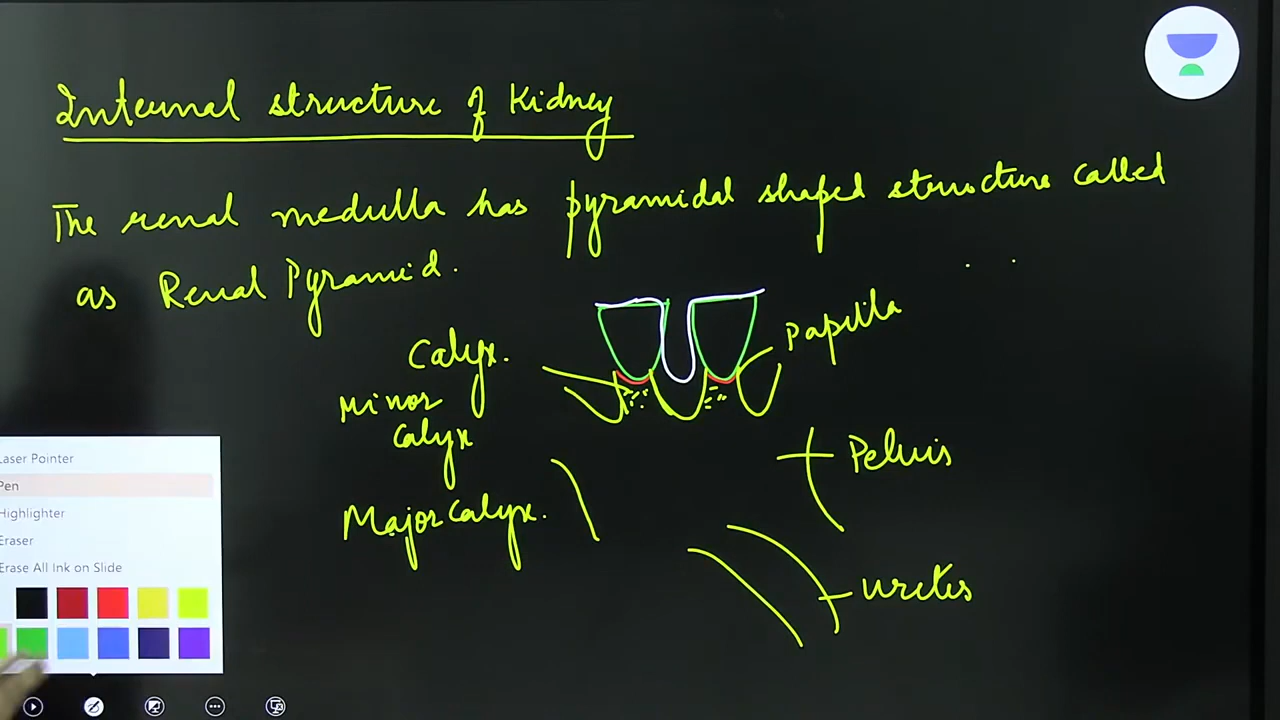 Internal structure of Kidney
The renal medulla has pyramidal shaped structure called
as Renal Pyramid.
Calyx.
Papilla
Minor
calyx
Pelvis
Major calyx.
ureter
Laser Pointer
Pen
Highlighter
Eraser
Erase All Ink on Slide